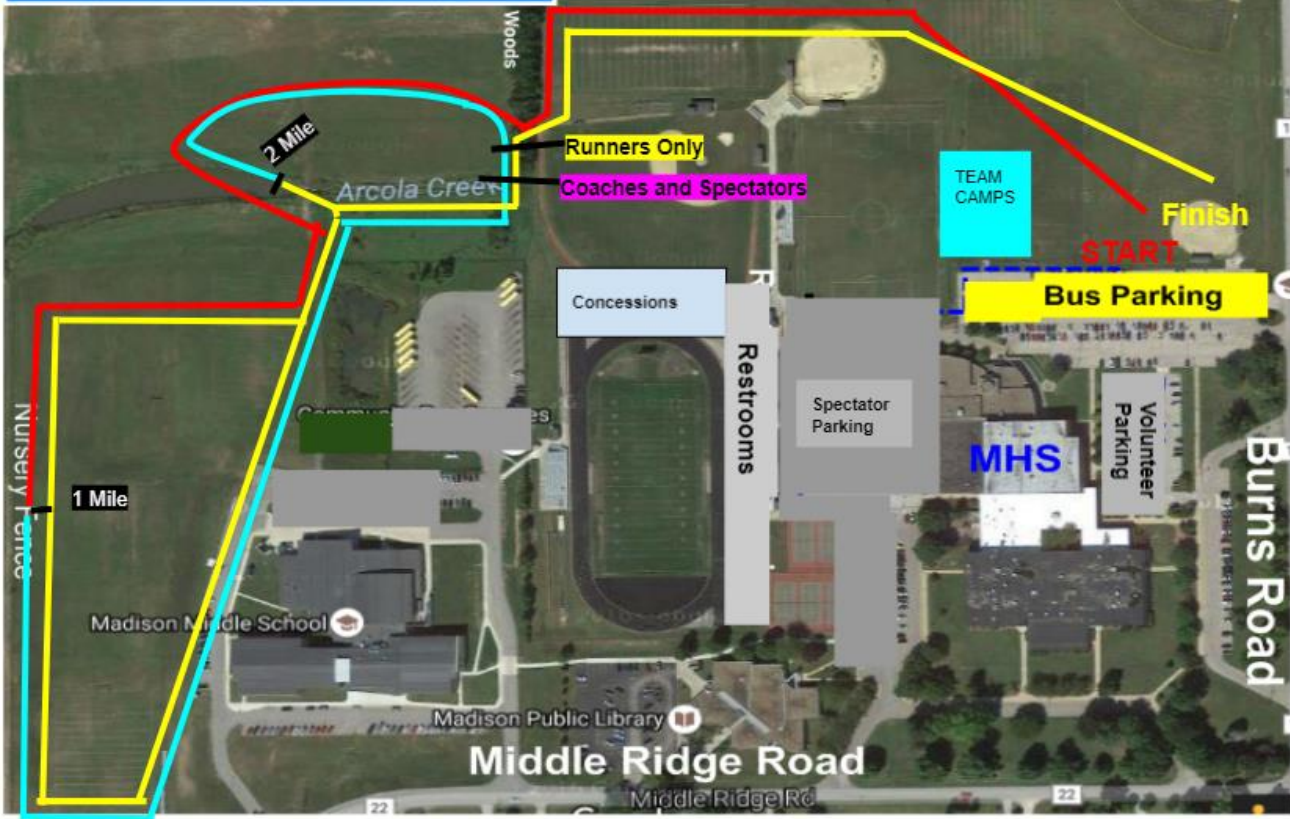 Woods
2 Mile
Runners Only
Arcola Creek
Coaches and Spectators
TEAM
CAMPS
Finish
START
Bus Parking
Concessions
R
Restrooms
Spectator
Parking
MHS
Volunteer
Parking
Burns Road
Nursery Fence
1 Mile
Madison Middle School
Madison Public Library
Middle Ridge Road
Middle Ridge Rd
22
22